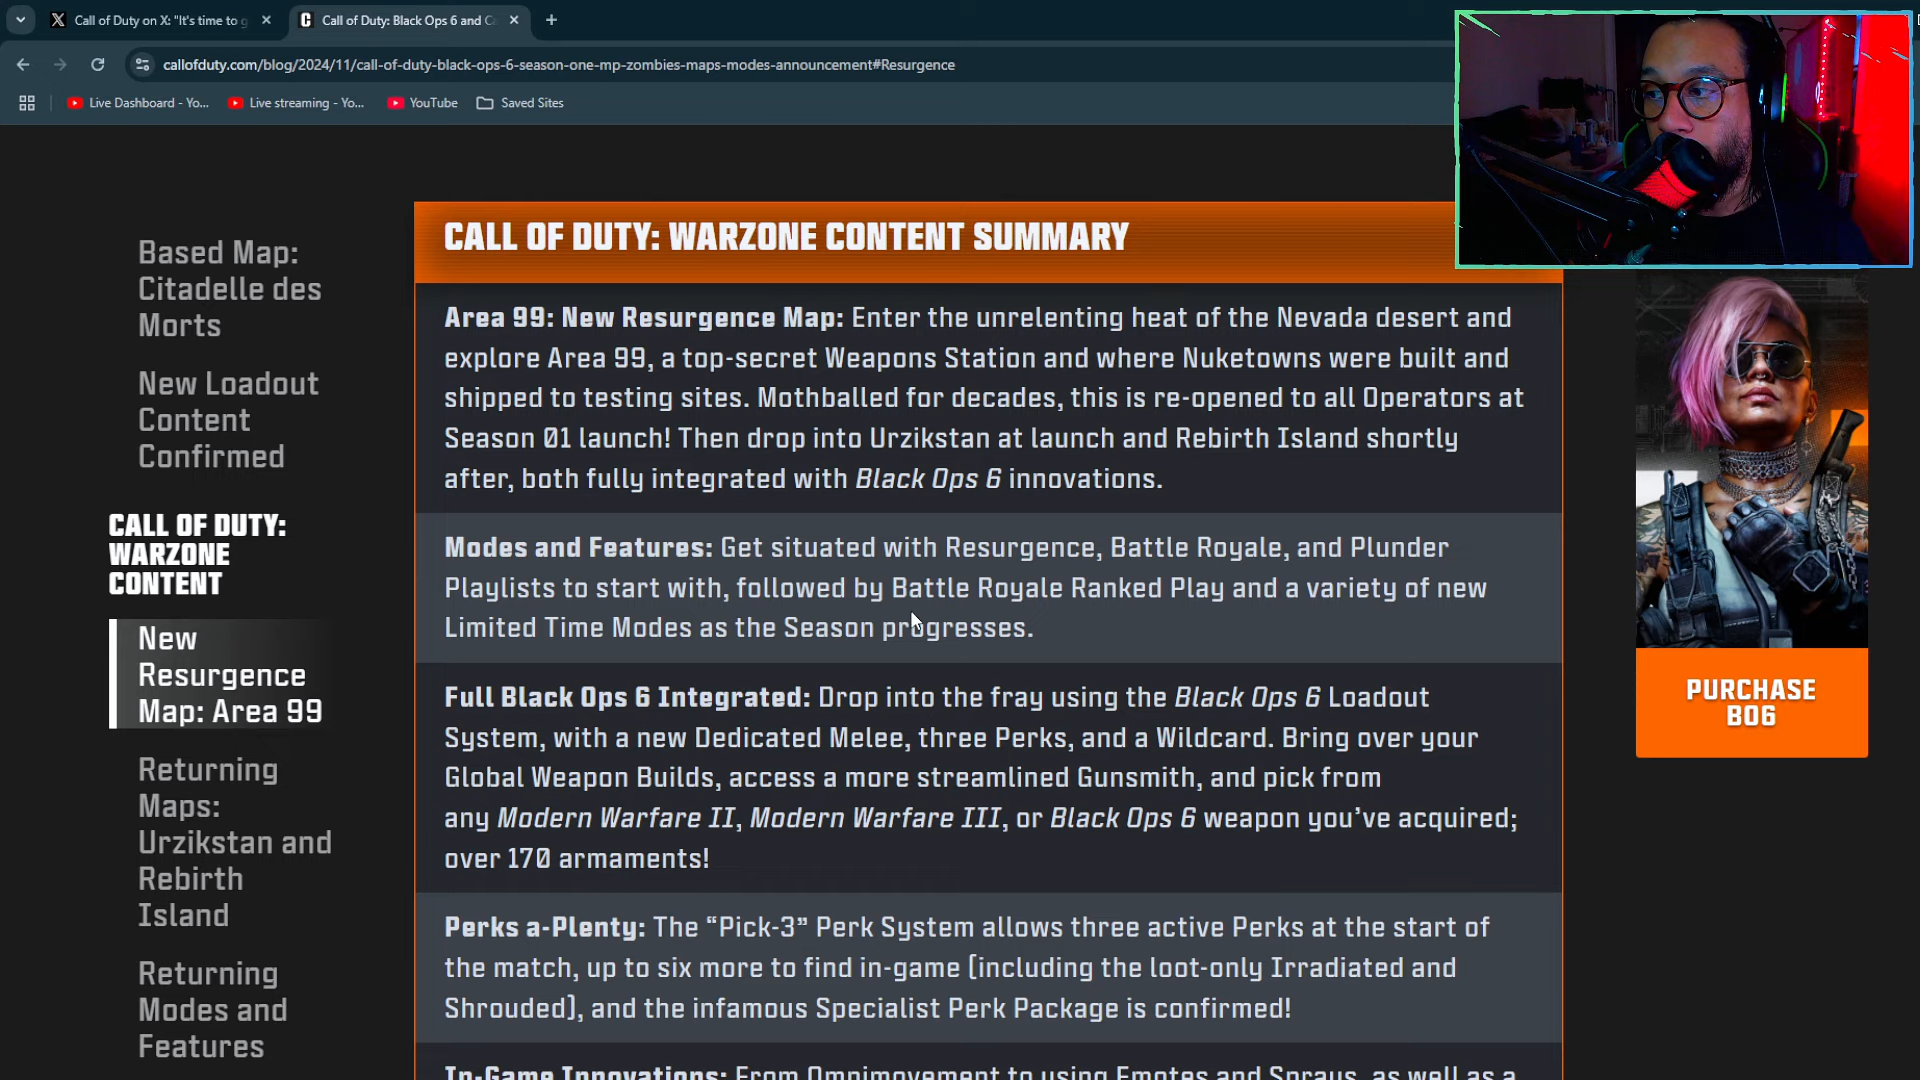 Call of Duty on X: "It's time to g
Call of Duty: Black Ops 6 and Ca
callofduty.com/blog/2024/11/call-of-duty-black-ops-6-season-one-mp-zombies-maps-modes-announcement#Resurgence
Live Dashboard - Yo...
Live streaming - Yo...
YouTube
Saved Sites
Based Map:
Citadelle des
Morts
New Loadout
Content
Confirmed
CALL OF DUTY:
WARZONE
CONTENT
New
Resurgence
Map: Area 99
Returning
Maps:
Urzikstan and
Rebirth
Island
Returning
Modes and
Features
CALL OF DUTY: WARZONE CONTENT SUMMARY
Area 99: New Resurgence Map: Enter the unrelenting heat of the Nevada desert and
explore Area 99, a top-secret Weapons Station and where Nuketowns were built and
shipped to testing sites. Mothballed for decades, this is re-opened to all Operators at
Season 01 launch! Then drop into Urzikstan at launch and Rebirth Island shortly
after, both fully integrated with Black Ops 6 innovations.
Modes and Features: Get situated with Resurgence, Battle Royale, and Plunder
Playlists to start with, followed by Battle Royale Ranked Play and a variety of new
Limited Time Modes as the Season progresses.
Full Black Ops 6 Integrated: Drop into the fray using the Black Ops 6 Loadout
System, with a new Dedicated Melee, three Perks, and a Wildcard. Bring over your
Global Weapon Builds, access a more streamlined Gunsmith, and pick from
any Modern Warfare II, Modern Warfare III, or Black Ops 6 weapon you’ve acquired;
over 170 armaments!
Perks a-Plenty: The “Pick-3” Perk System allows three active Perks at the start of
the match, up to six more to find in-game [including the loot-only Irradiated and
Shrouded], and the infamous Specialist Perk Package is confirmed!
In-Game Innovations: From Omnimovement to using Emotes and Sprays, as well as a
PURCHASE
BO6